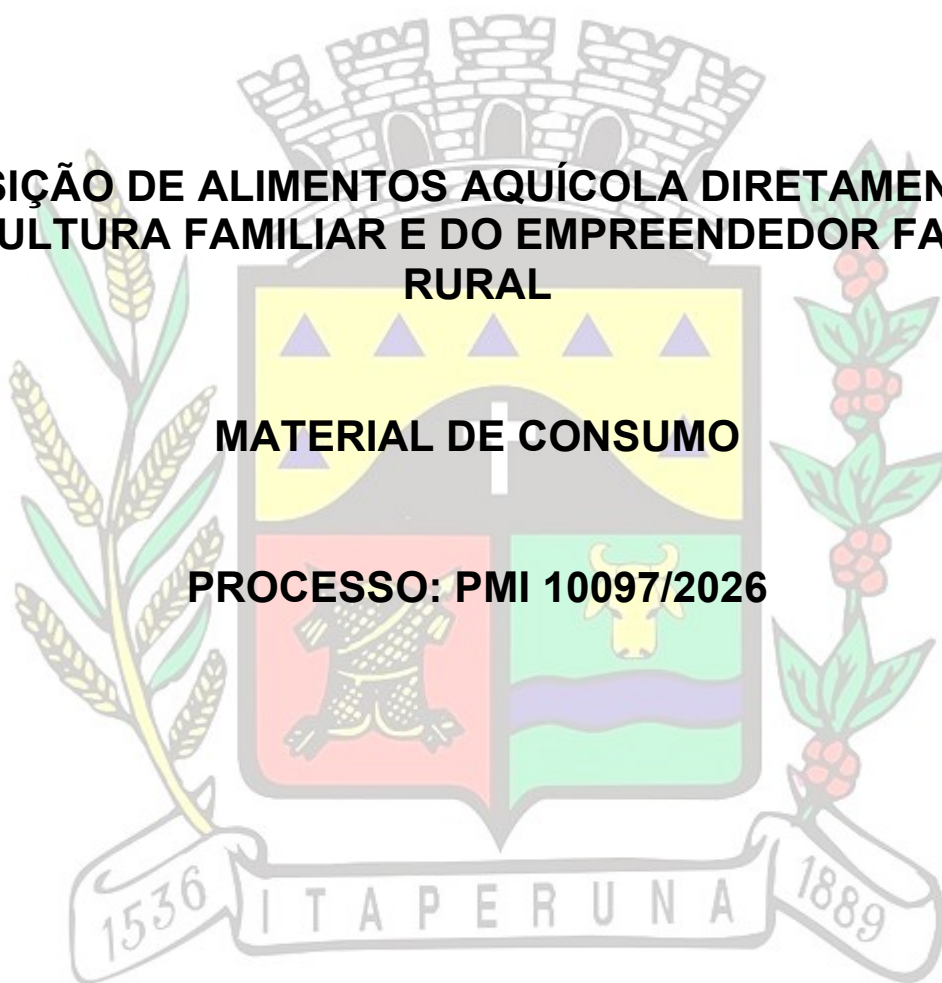 SIÇÃO DE ALIMENTOS AQUÍCOLA DIRETAMEN
ULTURA FAMILIAR E DO EMPREENDEDOR FA
RURAL
MATERIAL DE CONSUMO
PROCESSO: PMI 10097/2026
1536 ITAPERUNA 1889